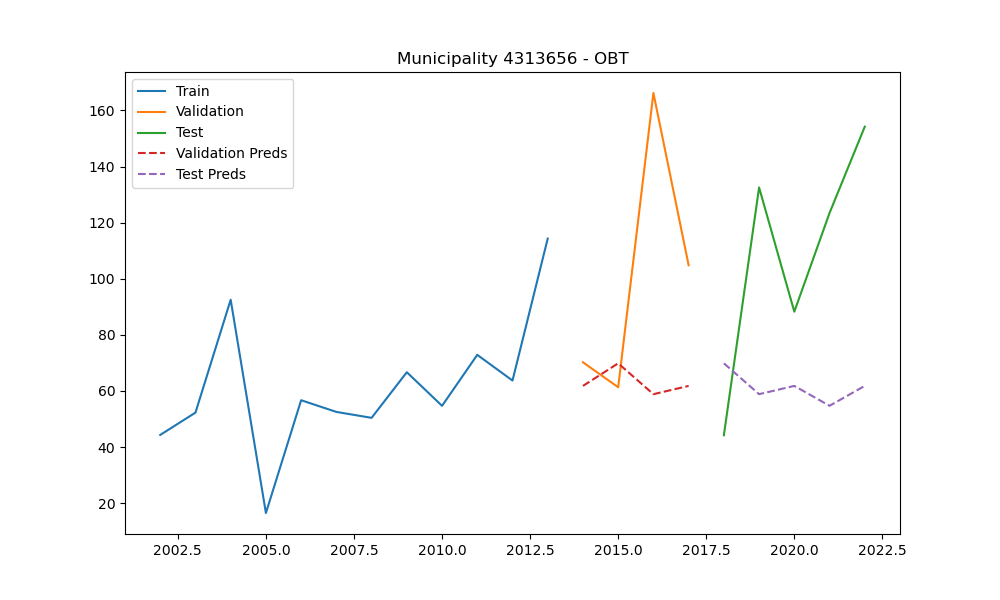 Municipality 4313656 - OBT
Train
Validation
Test
Validation Preds
Test Preds
160
140
120
100
80
60
40
20
2002.5 2005.0 2007.5 2010.0 2012.5 2015.0 2017.5 2020.0 2022.5